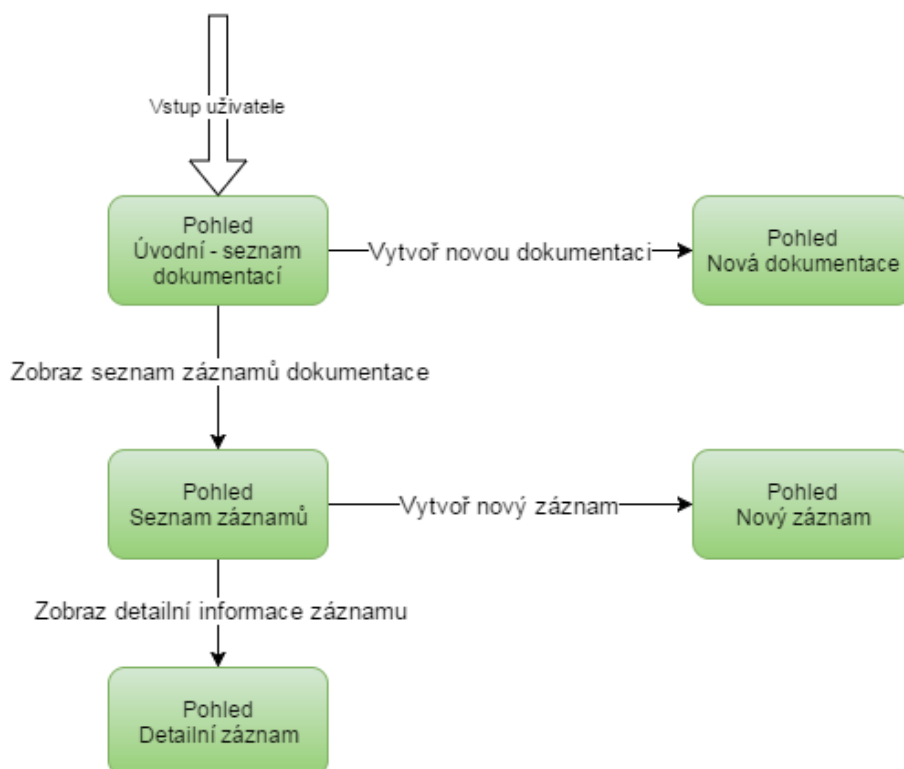 Vstup uživatele
Pohled
Úvodní - seznam
dokumentací
Vytvoř novou dokumentaci
Pohled
Nová dokumentace
Zobraz seznam záznamů dokumentace
Pohled
Seznam záznamů
Vytvoř nový záznam
Pohled
Nový záznam
Zobraz detailní informace záznamu
Pohled
Detailní záznam